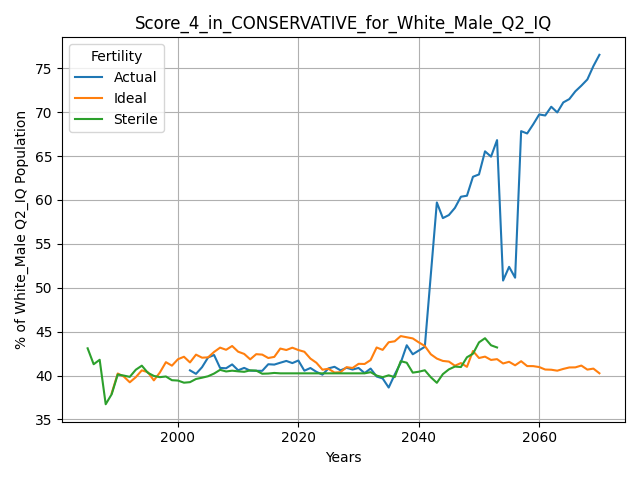 Score_4_in_CONSERVATIVE_for_White_Male_Q2_IQ
Fertility
Actual
Ideal
Sterile
% of White_Male Q2_IQ Population
75
70
65
60
55
50
45
40
35
2000
2020
2040
2060
Years